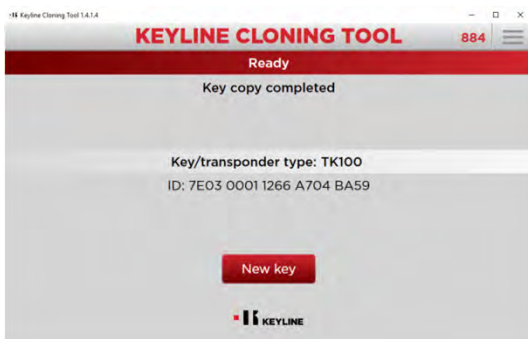 Keyline Cloning Tool 1.4.1.4
KEYLINE CLONING TOOL 884
Ready
Key copy completed
Key/transponder type: TK100
ID: 7E03 0001 1266 A704 BA59
New key
KEYLINE